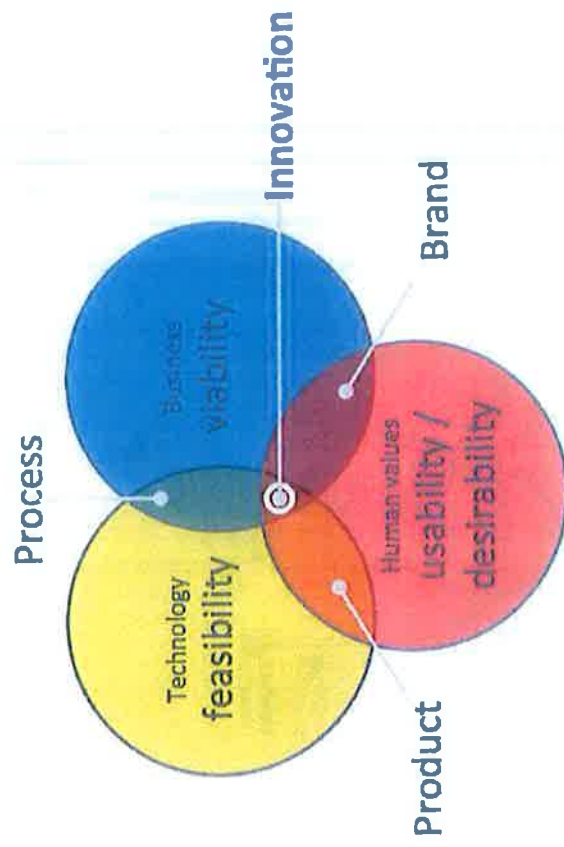 Process
Technology
feasibility
Business
viability
Innovation
Human values
usability /
desirability
Product
Brand